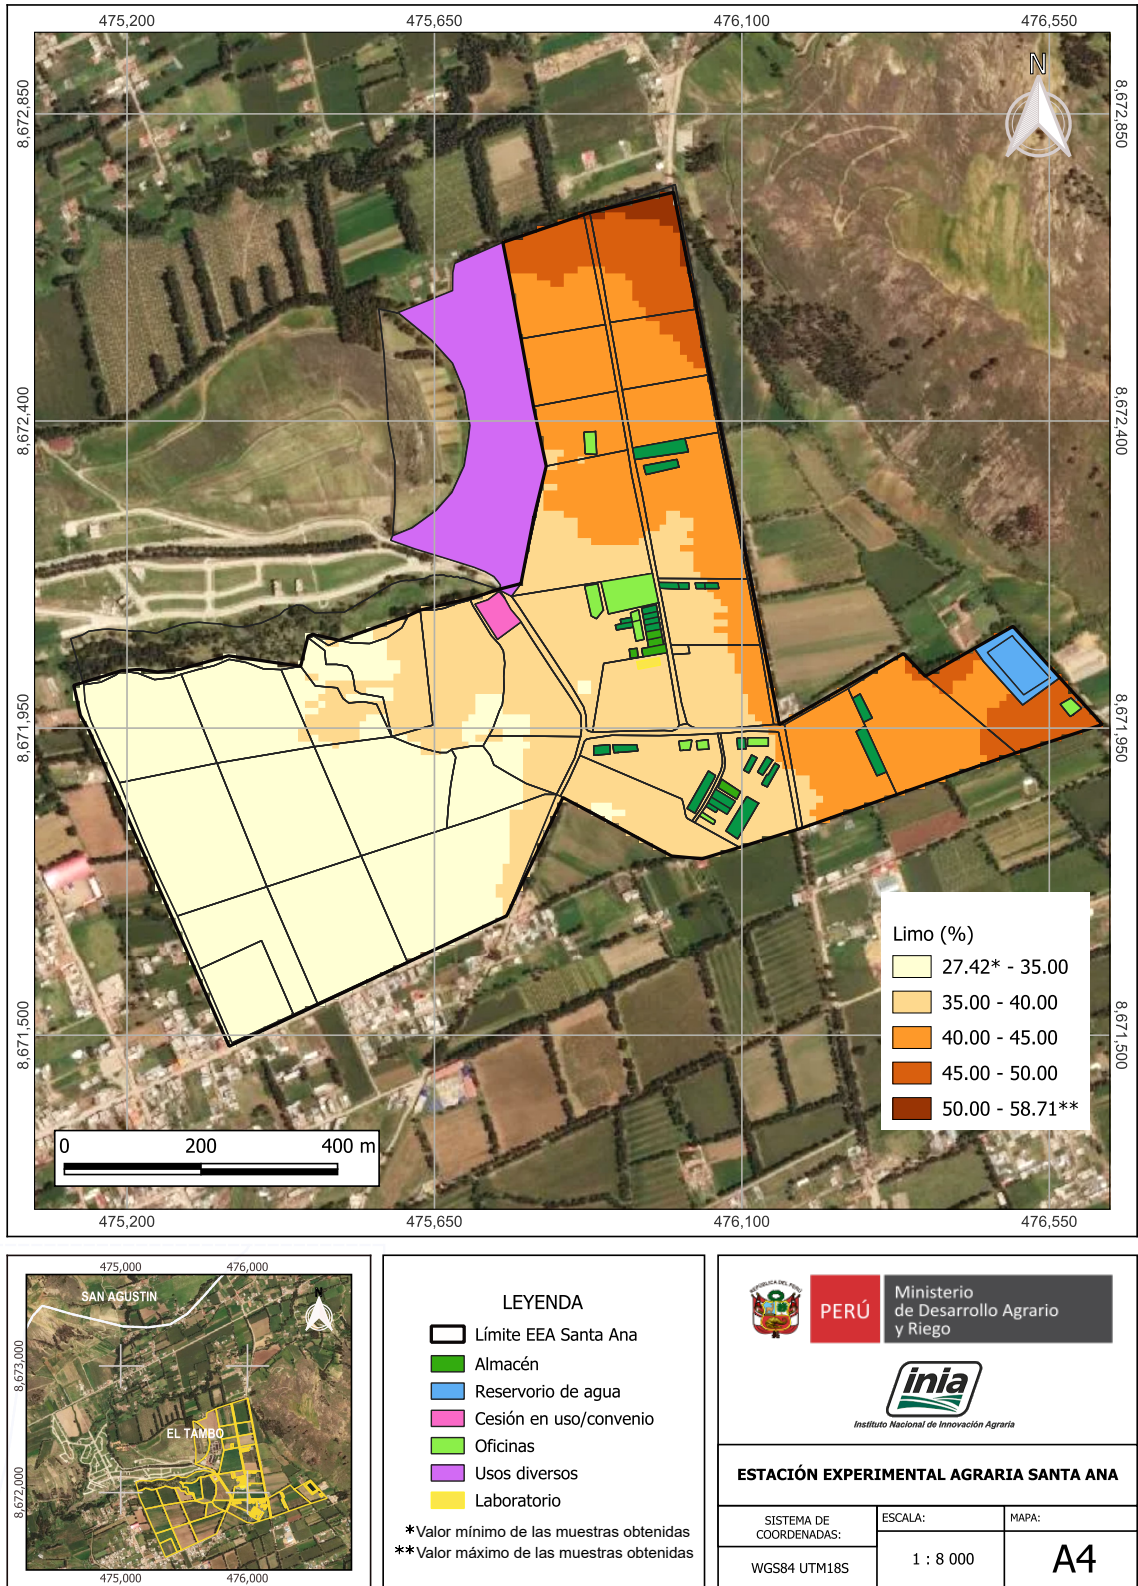 475,200
475,650
476,100
476,550
8,672,850
8,672,850
N
8,672,400
8,672,400
8,671,950
8,671,950
8,671,500
8,671,500
Limo (%)
27.42* - 35.00
35.00 - 40.00
40.00 - 45.00
45.00 - 50.00
50.00 - 58.71**
0 200 400 m
475,200
475,650
476,100
476,550
475,000
476,000
SAN AGUSTIN
N
8,673,000
EL TAMBO
8,672,000
475,000
476,000
LEYENDA
Límite EEA Santa Ana
Almacén
Reservorio de agua
Cesión en uso/convenio
Oficinas
Usos diversos
Laboratorio
*Valor mínimo de las muestras obtenidas
**Valor máximo de las muestras obtenidas
REPÚBLICA DEL PERÚ
PERÚ
Ministerio
de Desarrollo Agrario
y Riego
inia
Instituto Nacional de Innovación Agraria
ESTACIÓN EXPERIMENTAL AGRARIA SANTA ANA
SISTEMA DE
COORDENADAS:
WGS84 UTM18S
ESCALA:
1 : 8 000
MAPA:
A4